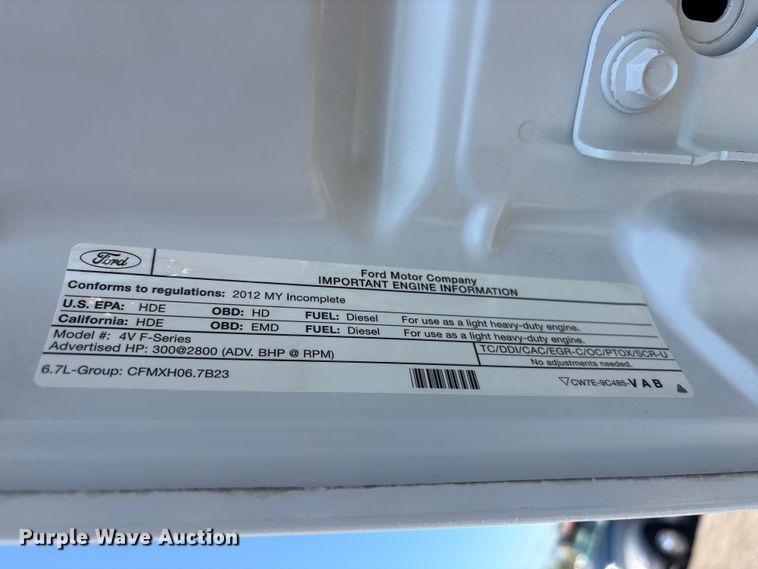 Ford
Ford Motor Company
IMPORTANT ENGINE INFORMATION
Conforms to regulations: 2012 MY Incomplete
U.S. EPA: HDE OBD: HD FUEL: Diesel For use as a light heavy-duty engine.
California: HDE OBD: EMD FUEL: Diesel For use as a light heavy-duty engine.
Model #: 4V F-Series
Advertised HP: 300@2800 (ADV. BHP @ RPM)
TC/DDI/CAC/EGR-C/OC/PTOX/SCR-U
No adjustments needed.
6.7L-Group: CFMXH06.7B23
CW7E-9C485-VAB
Purple Wave Auction